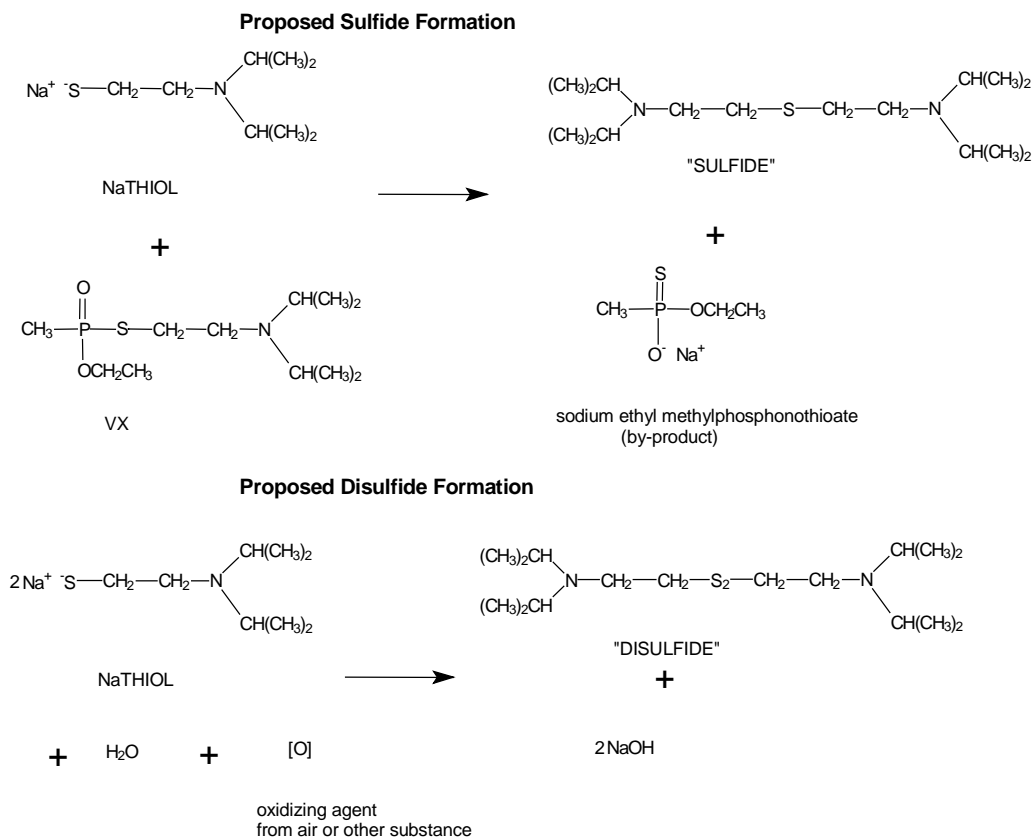 Proposed Sulfide Formation
Na⁺ ⁻S—CH₂—CH₂—N
CH(CH₃)₂
CH(CH₃)₂
NaTHIOL
+
O
CH₃—P—S—CH₂—CH₂—N
CH(CH₃)₂
CH(CH₃)₂
OCH₂CH₃
VX
(CH₃)₂CH
(CH₃)₂CH
N—CH₂—CH₂—S—CH₂—CH₂—N
CH(CH₃)₂
CH(CH₃)₂
"SULFIDE"
+
S
CH₃—P—OCH₂CH₃
O⁻ Na⁺
sodium ethyl methylphosphonothioate
(by-product)
Proposed Disulfide Formation
2Na⁺ ⁻S—CH₂—CH₂—N
CH(CH₃)₂
CH(CH₃)₂
NaTHIOL
+ H₂O + [O]
oxidizing agent
from air or other substance
(CH₃)₂CH
(CH₃)₂CH
N—CH₂—CH₂—S₂—CH₂—CH₂—N
CH(CH₃)₂
CH(CH₃)₂
"DISULFIDE"
+
2NaOH